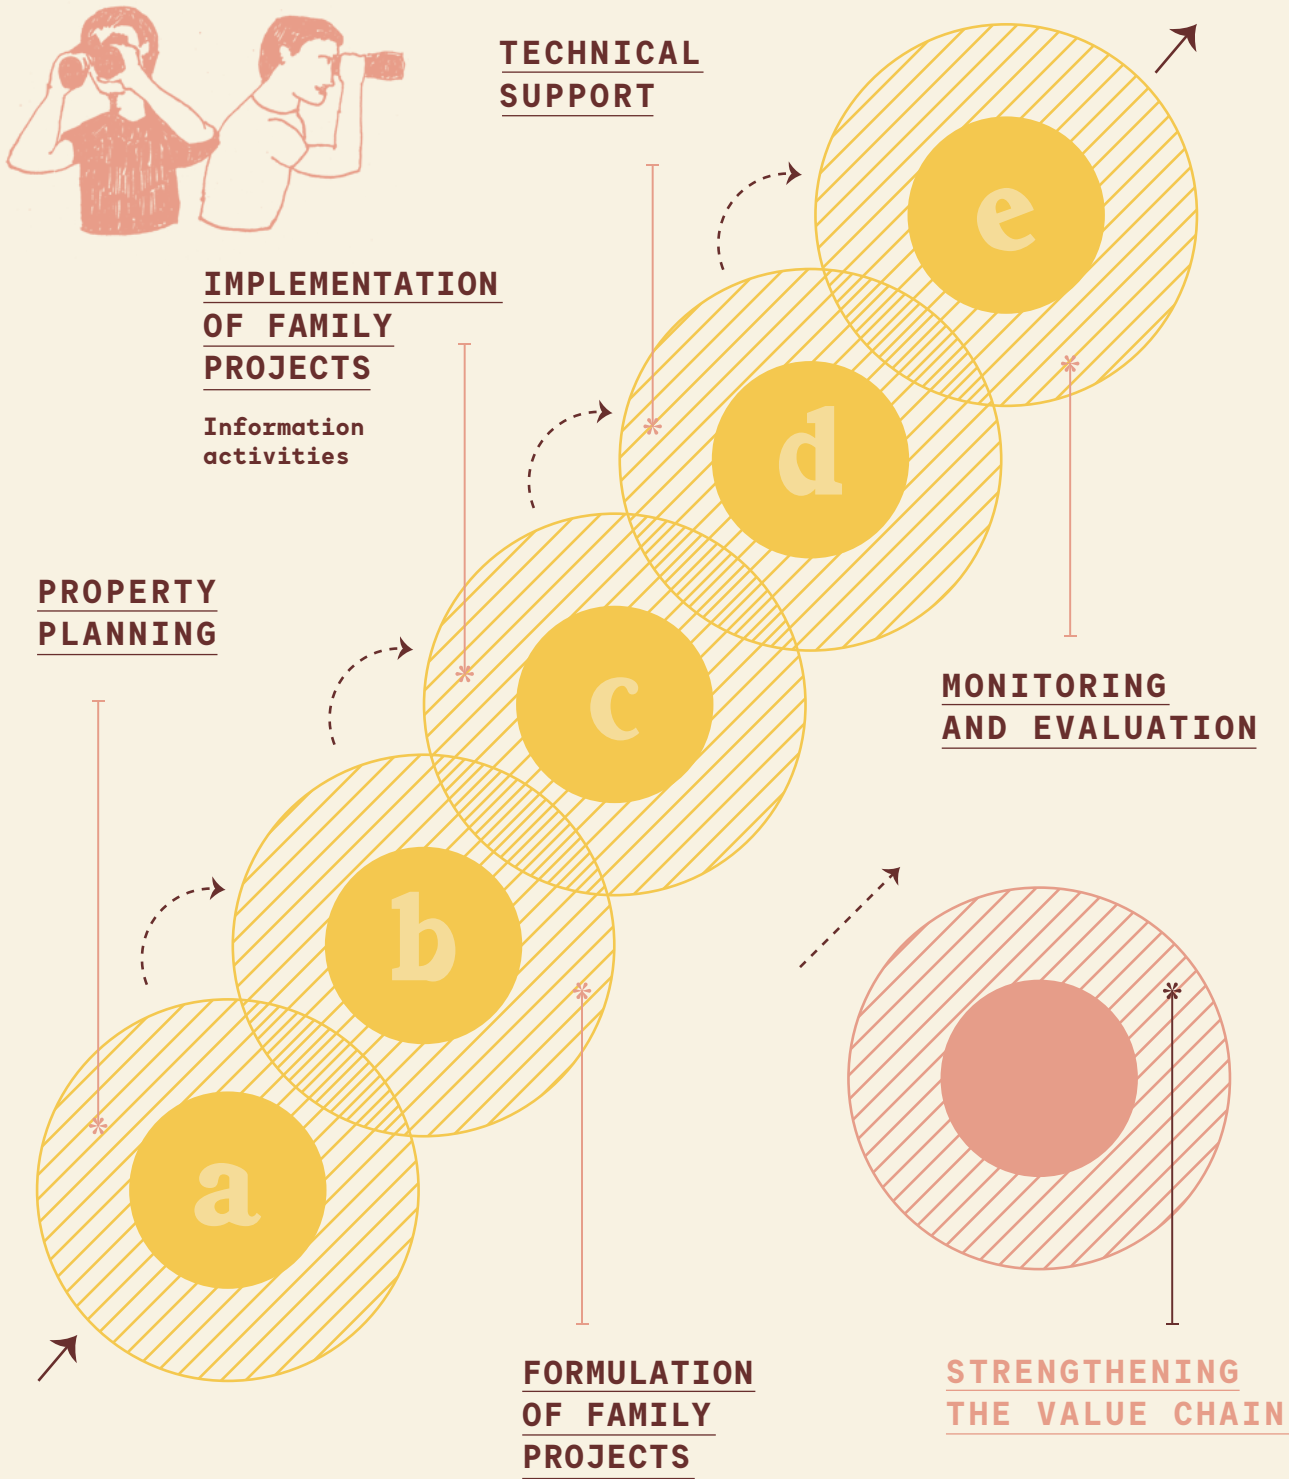 TECHNICAL
SUPPORT
e
IMPLEMENTATION
OF FAMILY
PROJECTS
Information
activities
d
PROPERTY
PLANNING
c
MONITORING
AND EVALUATION
b
a
FORMULATION
OF FAMILY
PROJECTS
STRENGTHENING
THE VALUE CHAIN